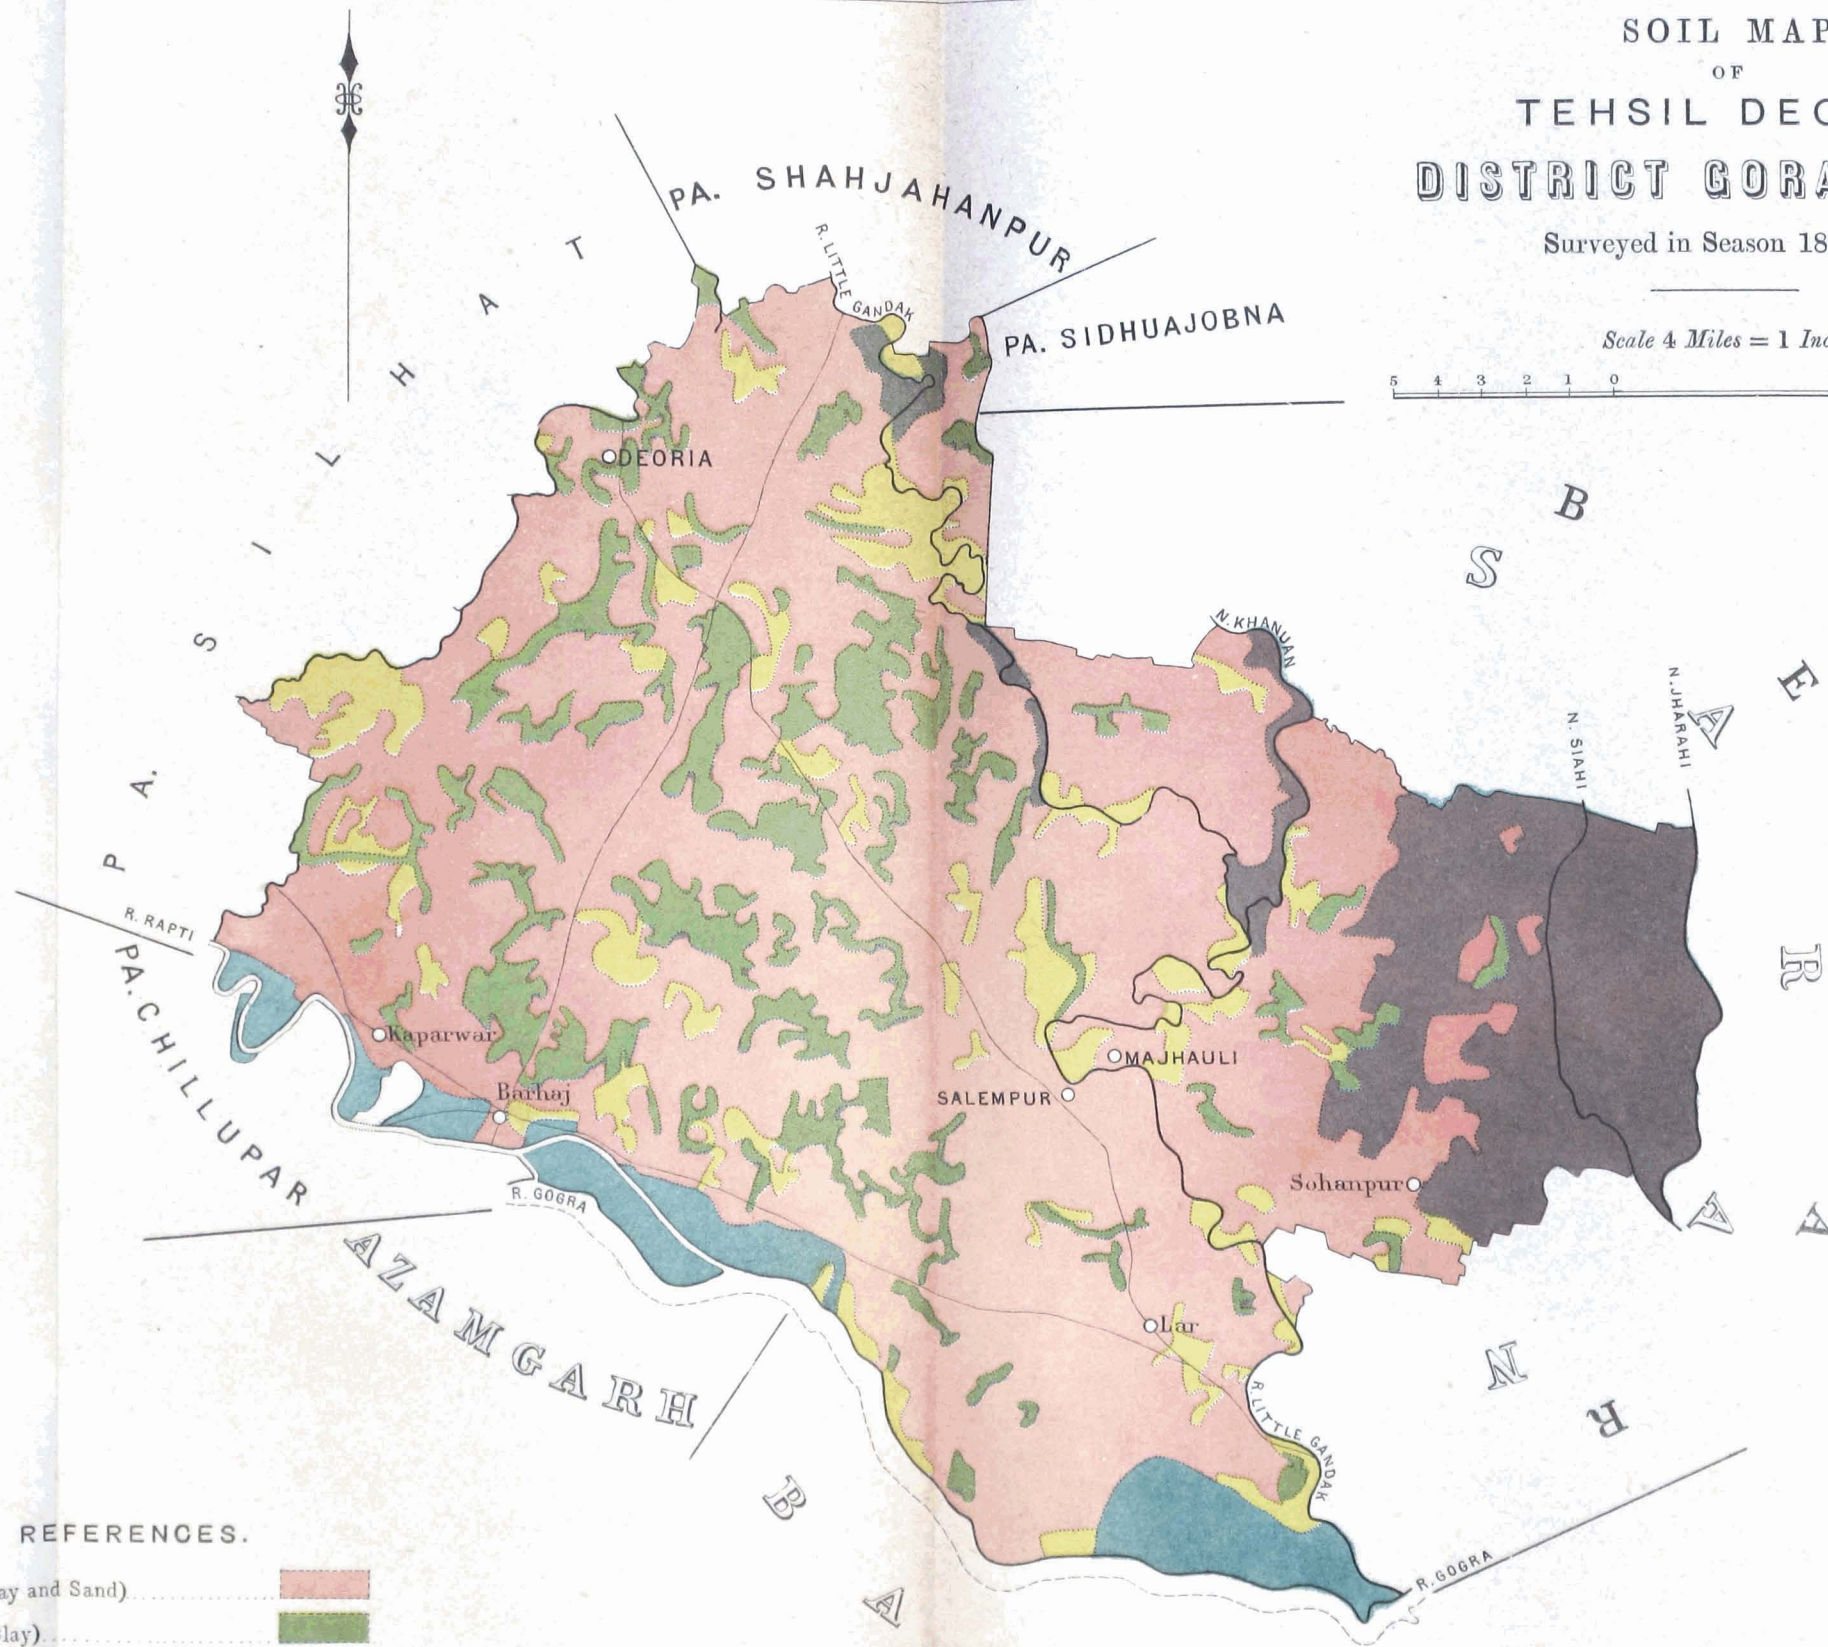 SOIL MAP
OF
TEHSIL DEO
DISTRICT GORA
Surveyed in Season 18
Scale 4 Miles = 1 Inc
5 4 3 2 1 0
PA. SHAHJAHANPUR
R. LITTLE GANDAK
PA. SIDHUAJOBNA
PA. SILHAT
DEORIA
N. KHANUAN
N. SIAHI
N. JHARAHI
R. RAPTI
PA. CHILLUPAR
Kaparwar
Barhaj
MAJHAULI
SALEMPUR
Sohanpur
R. GOGRA
AZAMGARH
Lar
R. LITTLE GANDAK
R. GOGRA
SARAN
B E A R
B A
REFERENCES.
ay and Sand)
lay)